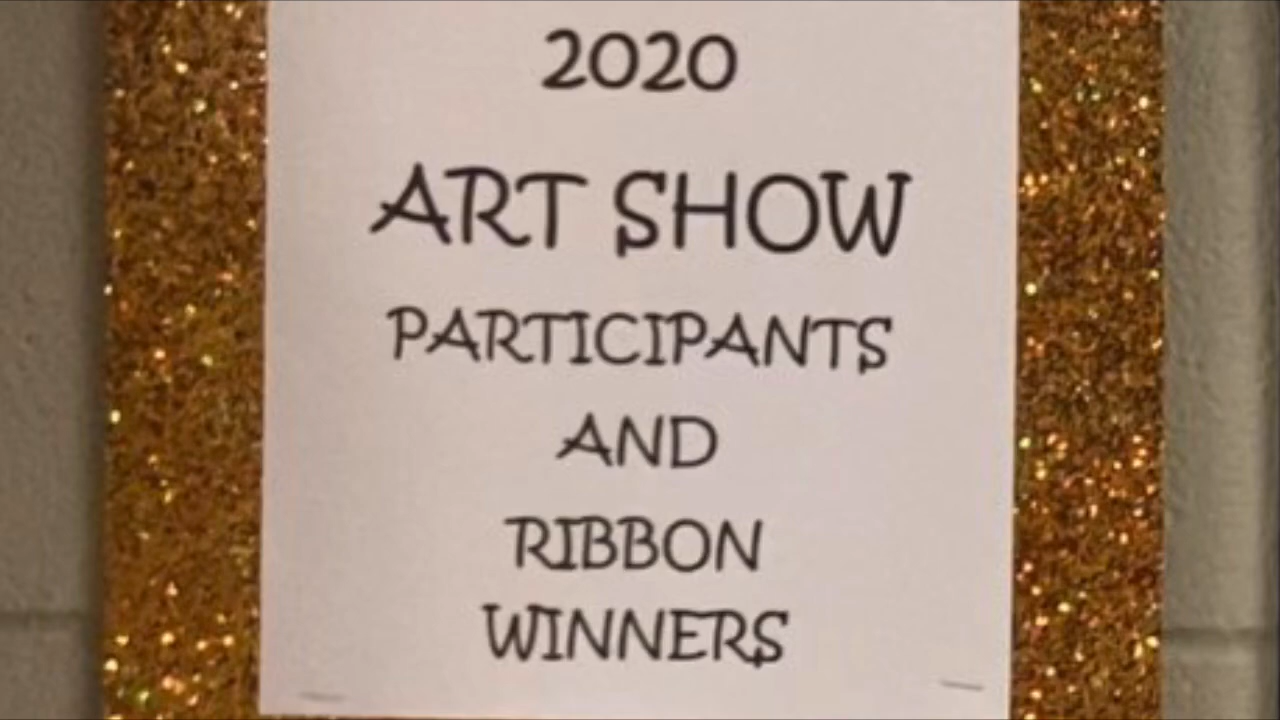 2020
ART SHOW
PARTICIPANTS
AND
RIBBON
WINNERS